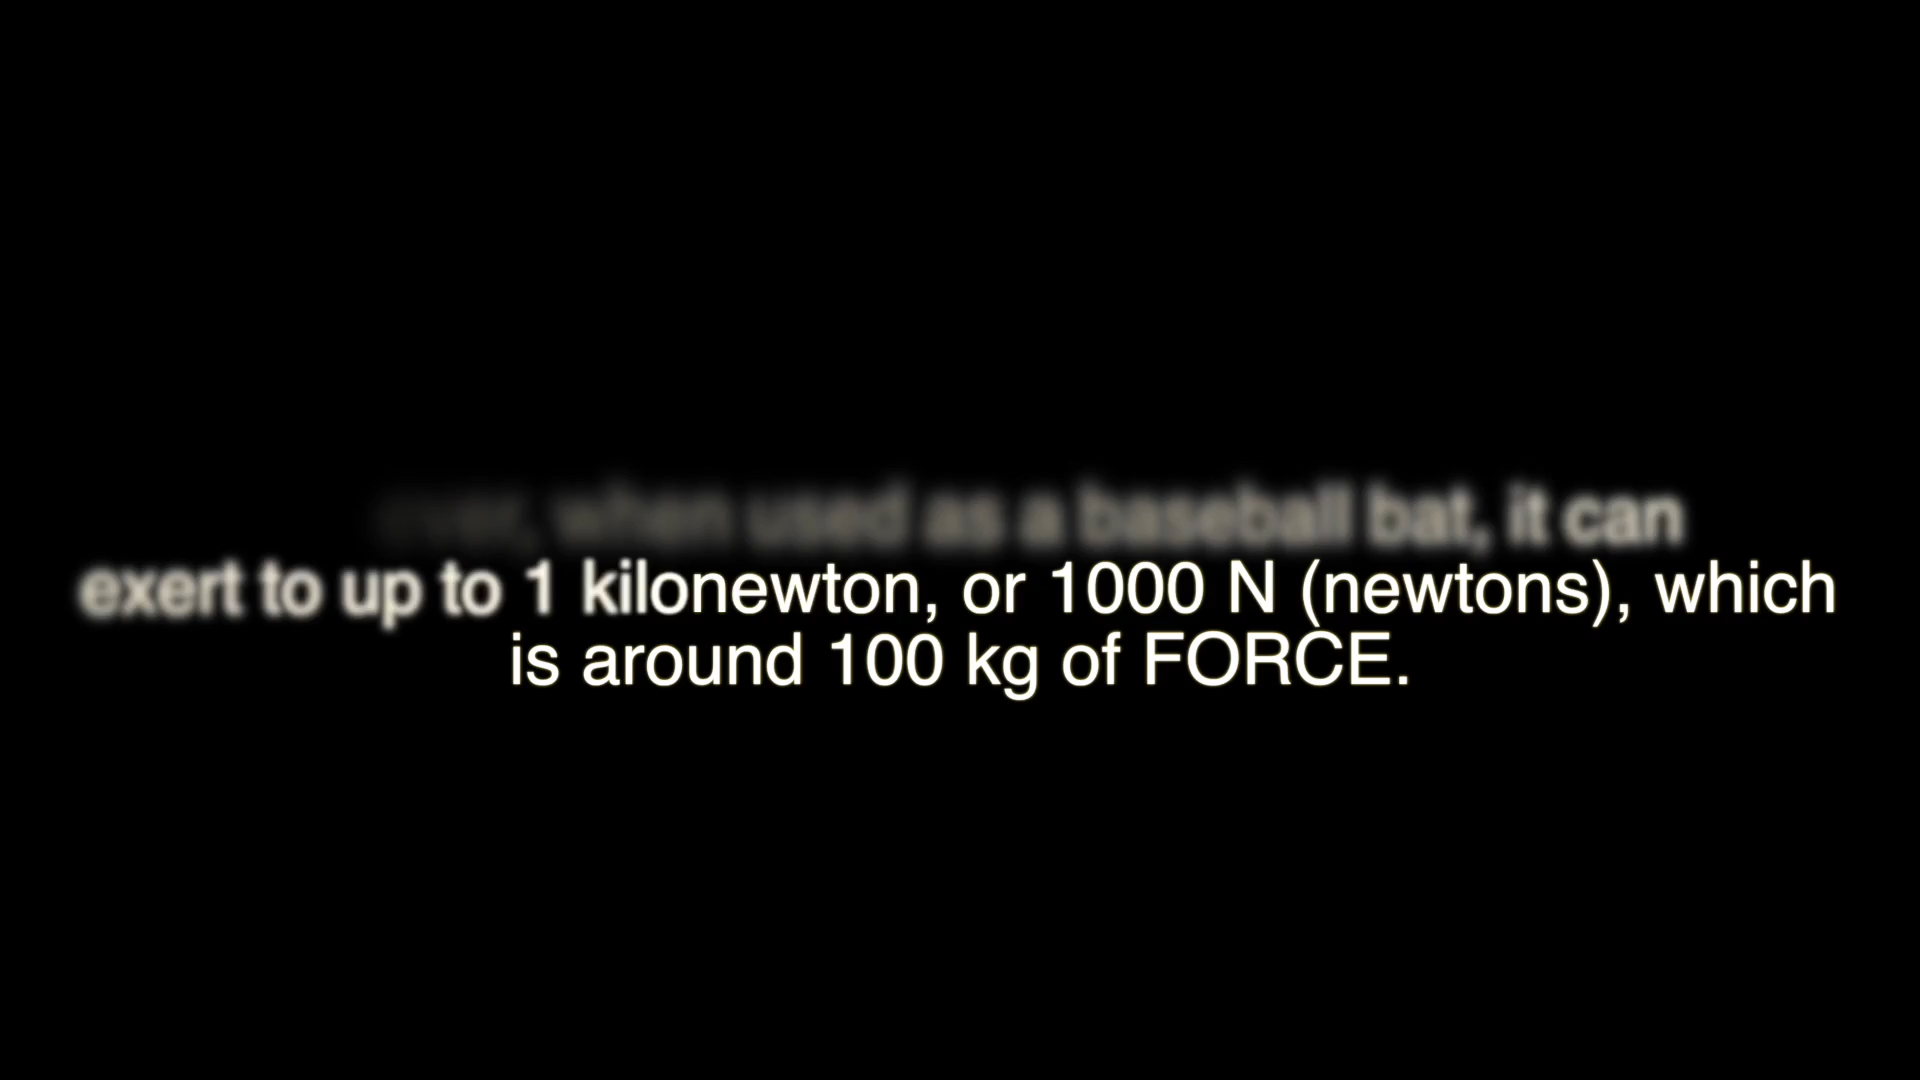 when used as a baseball bat, it can
exert to up to 1 kilonewton, or 1000 N (newtons), which
is around 100 kg of FORCE.